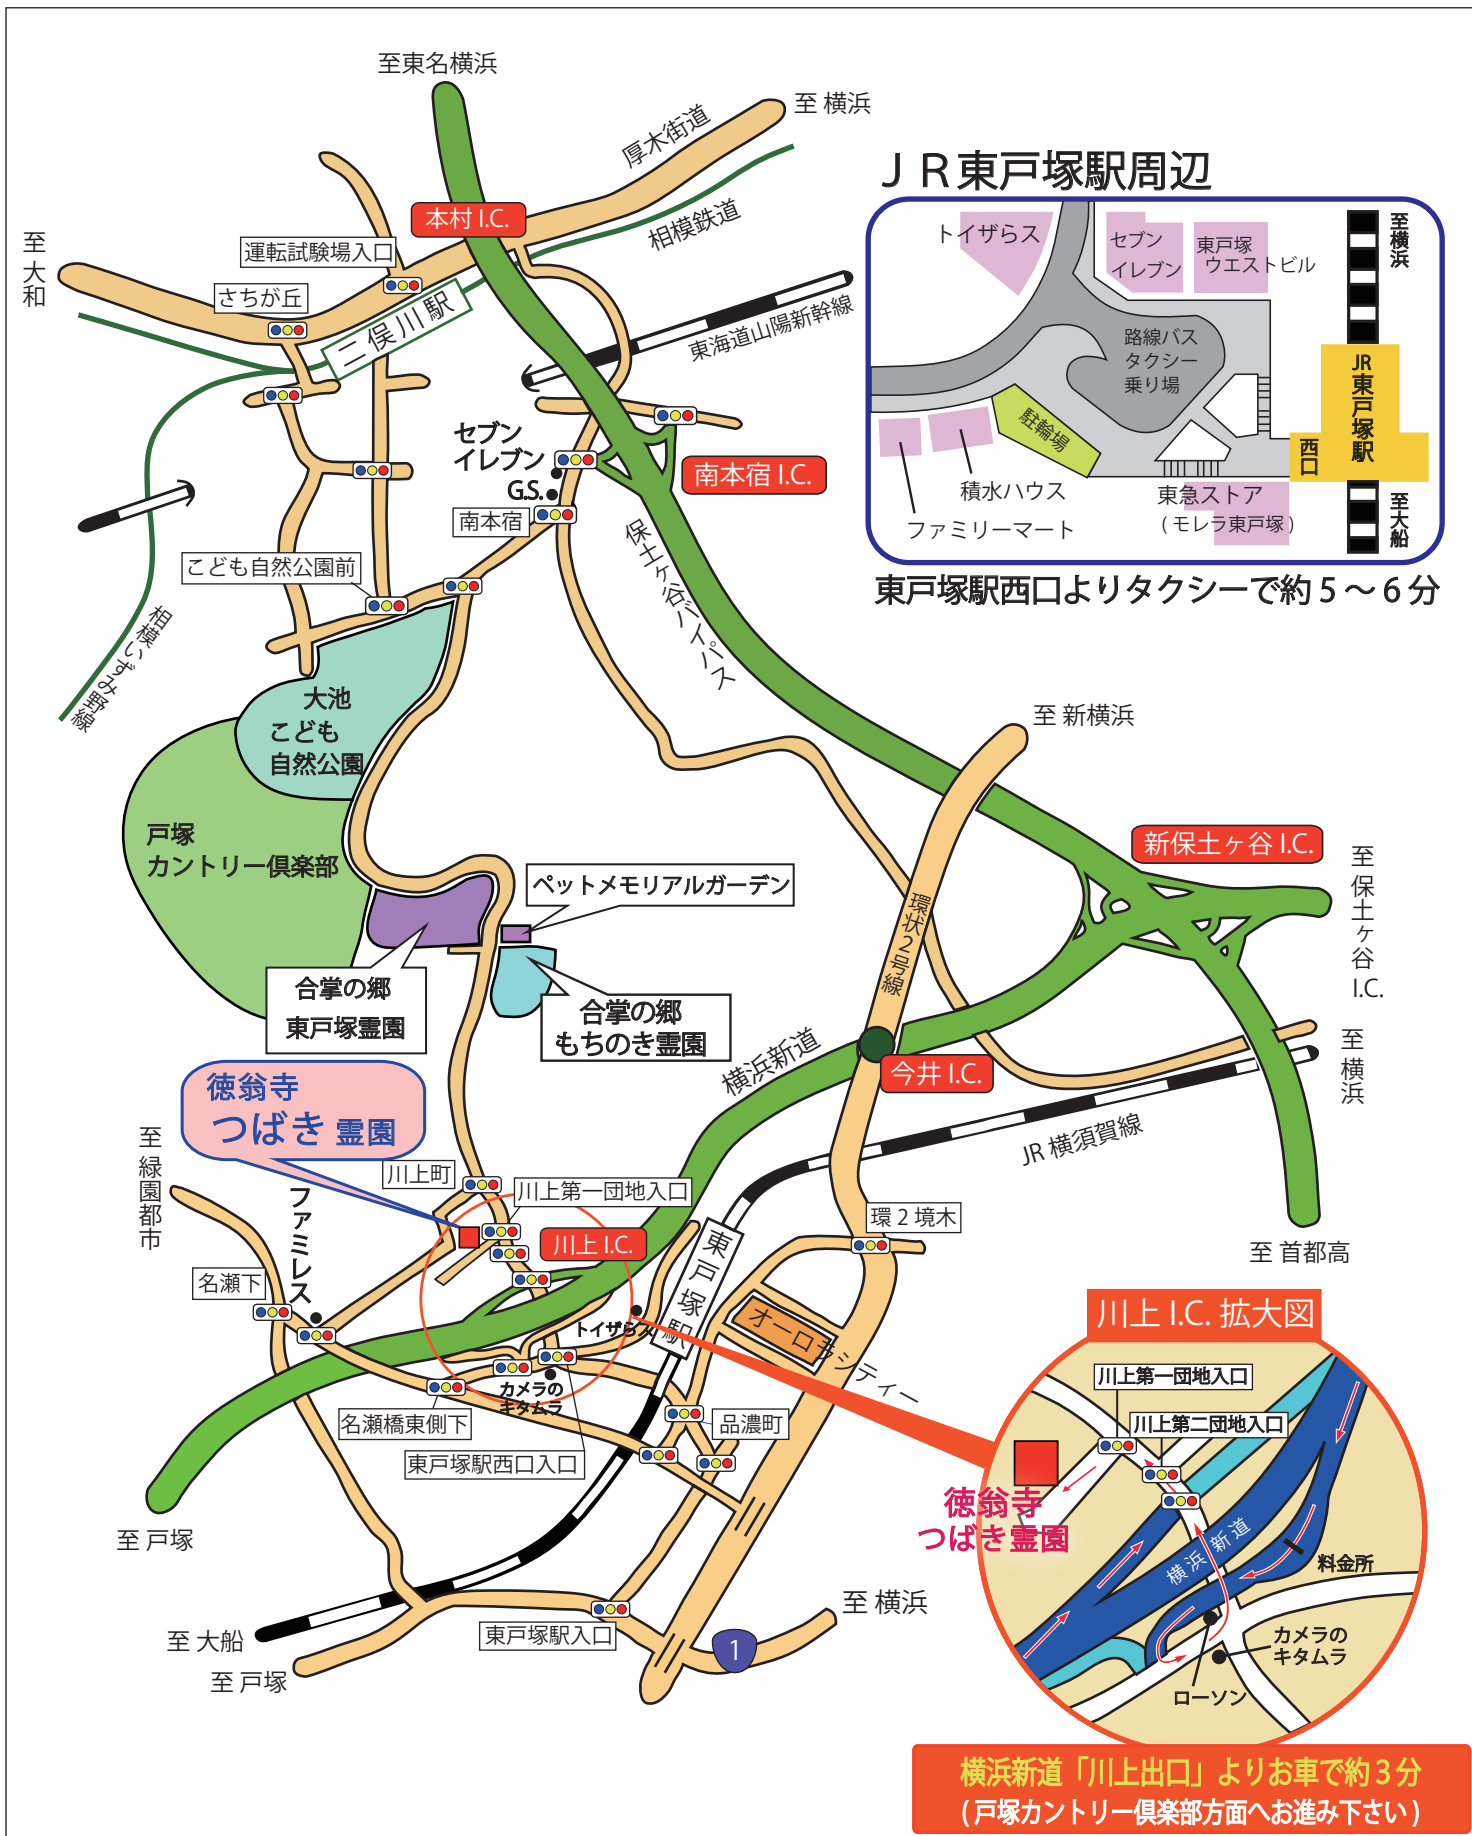 至東名横浜
至 横浜
厚木街道
相模鉄道
本村 I.C.
運転試験場入口
至大和
さちが丘
二俣川駅
東海道山陽新幹線
セブン
イレブン
G.S.
南本宿 I.C.
南本宿
保土ヶ谷バイパス
こども自然公園前
相模いずみ野線
大池
こども
自然公園
戸塚
カントリー倶楽部
ペットメモリアルガーデン
合掌の郷
東戸塚霊園
合掌の郷
もちのき霊園
至 新横浜
新保土ヶ谷 I.C.
至保土ヶ谷I.C.
環状2号線
今井 I.C.
横浜新道
至横浜
JR 横須賀線
至 首都高
徳翁寺
つばき 霊園
至緑園都市
川上町
川上第一団地入口
川上 I.C.
環 2 境木
ファミレス
名瀬下
東戸塚駅
トイザらス
オーロラシティー
カメラの
キタムラ
名瀬橋東側下
東戸塚駅西口入口
品濃町
至 戸塚
至 大船
至 戸塚
東戸塚駅入口
1
至 横浜
ＪＲ東戸塚駅周辺
トイザらス
セブン
イレブン
東戸塚
ウエストビル
至横浜
路線バス
タクシー
乗り場
JR東戸塚駅
西口
駐輪場
積水ハウス
ファミリーマート
東急ストア
( モレラ東戸塚 )
至大船
東戸塚駅西口よりタクシーで約 5 ～ 6 分
川上 I.C. 拡大図
川上第一団地入口
川上第二団地入口
徳翁寺
つばき霊園
横浜新道
料金所
カメラの
キタムラ
ローソン
横浜新道「川上出口」よりお車で約 3 分
( 戸塚カントリー倶楽部方面へお進み下さい )